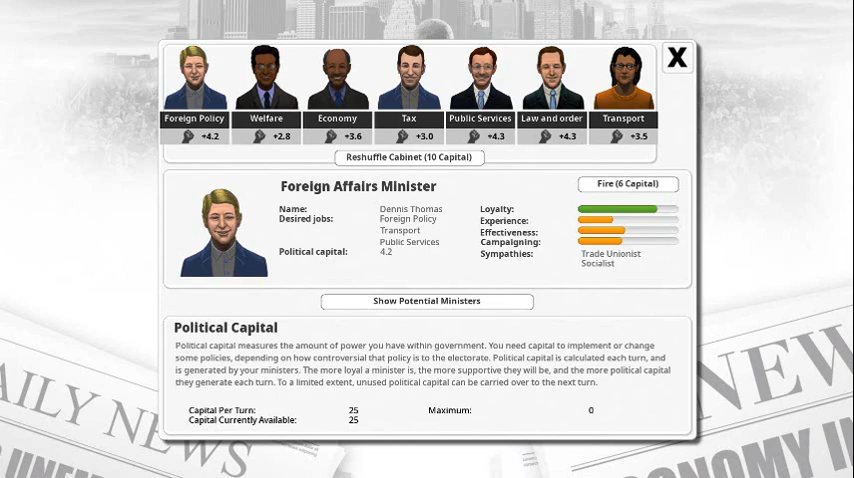 X
Foreign Policy Welfare Economy Tax Public Services Law and order Transport
+4.2 +2.8 +3.6 +3.0 +4.3 +4.3 +3.5
Reshuffle Cabinet (10 Capital)
Foreign Affairs Minister
Fire (6 Capital)
Name: Dennis Thomas
Desired jobs: Foreign Policy
Transport
Public Services
Political capital: 4.2
Loyalty:
Experience:
Effectiveness:
Campaigning:
Sympathies: Trade Unionist
Socialist
Show Potential Ministers
Political Capital
Political capital measures the amount of power you have within government. You need capital to implement or change
some policies, depending on how controversial that policy is to the electorate. Political capital is calculated each turn, and
is generated by your ministers. The more loyal a minister is, the more supportive they will be, and the more political capital
they generate each turn. To a limited extent, unused political capital can be carried over to the next turn.
Capital Per Turn: 25 Maximum: 0
Capital Currently Available: 25
AILY NEWS
NEW
UNEM
ONOMY IN